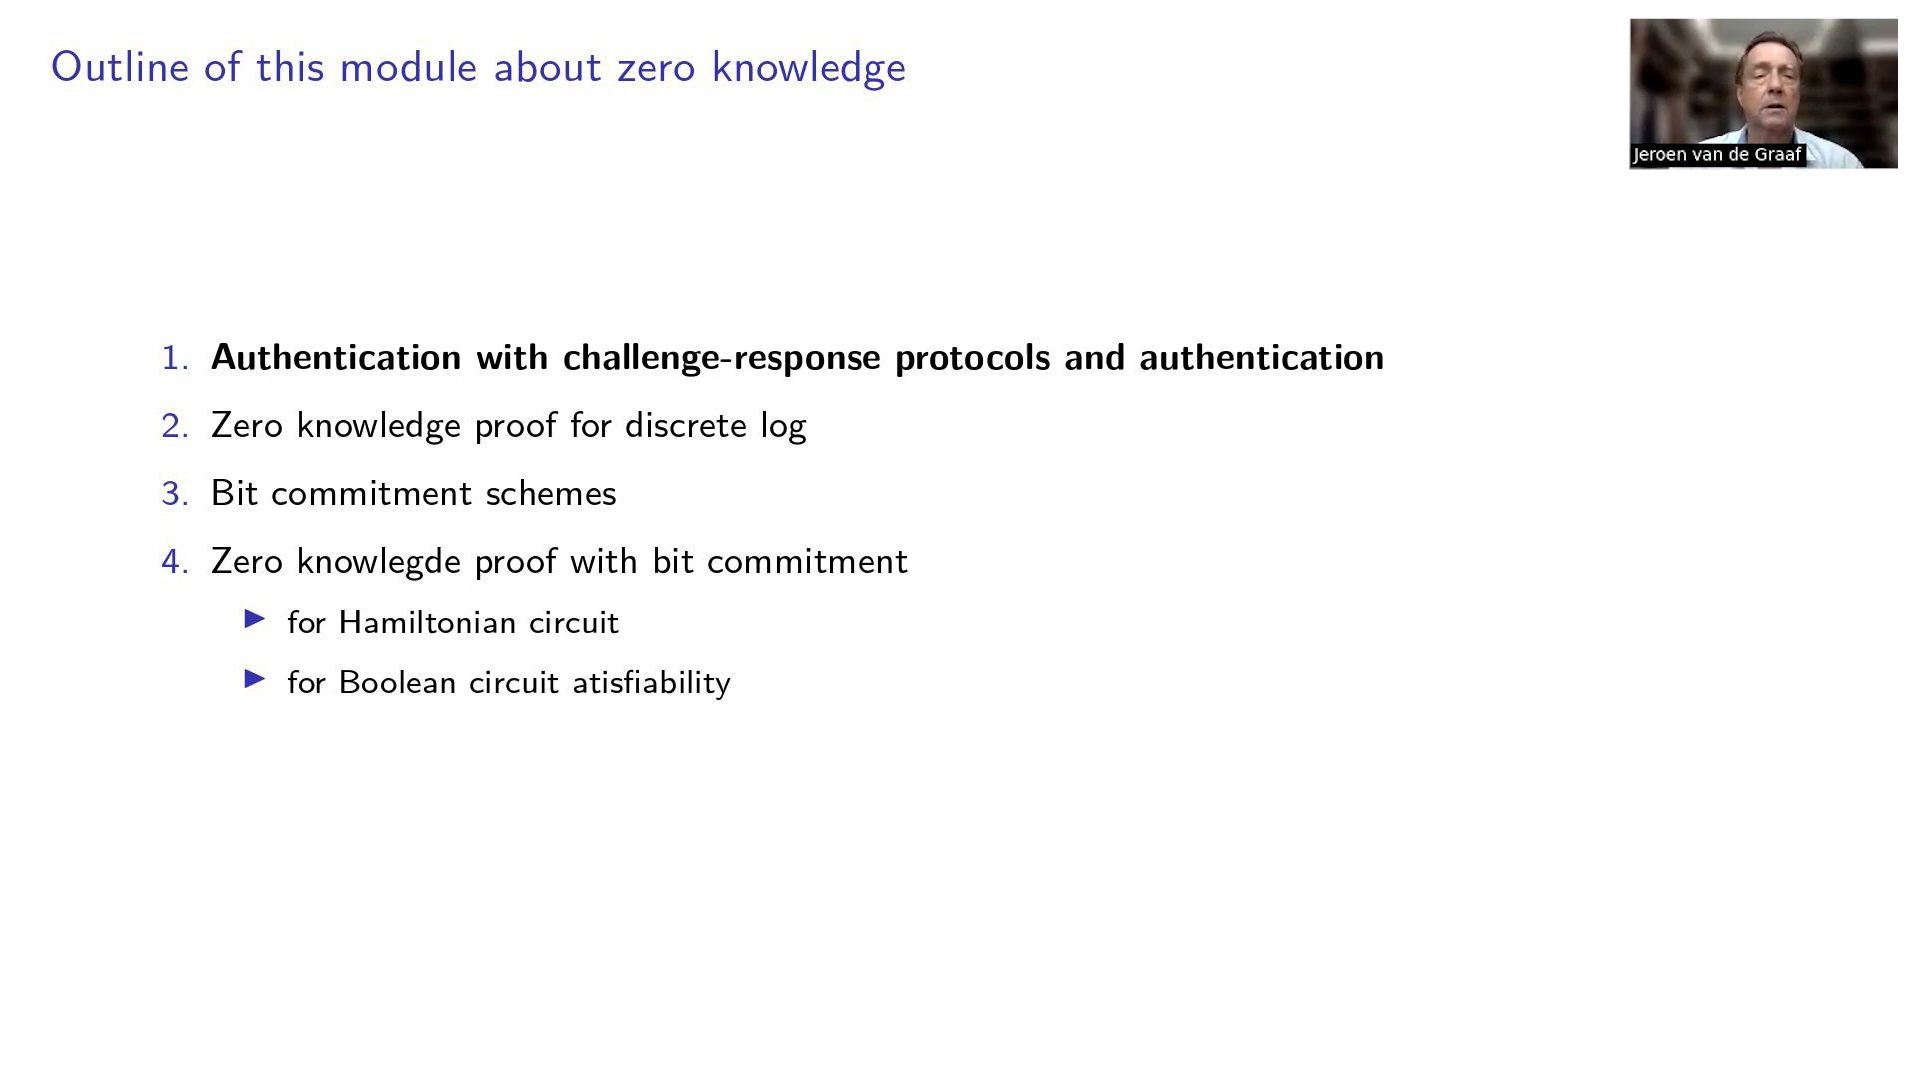 Outline of this module about zero knowledge
Jeroen van de Graaf
1. Authentication with challenge-response protocols and authentication
2. Zero knowledge proof for discrete log
3. Bit commitment schemes
4. Zero knowlegde proof with bit commitment
▶ for Hamiltonian circuit
▶ for Boolean circuit atisfiability